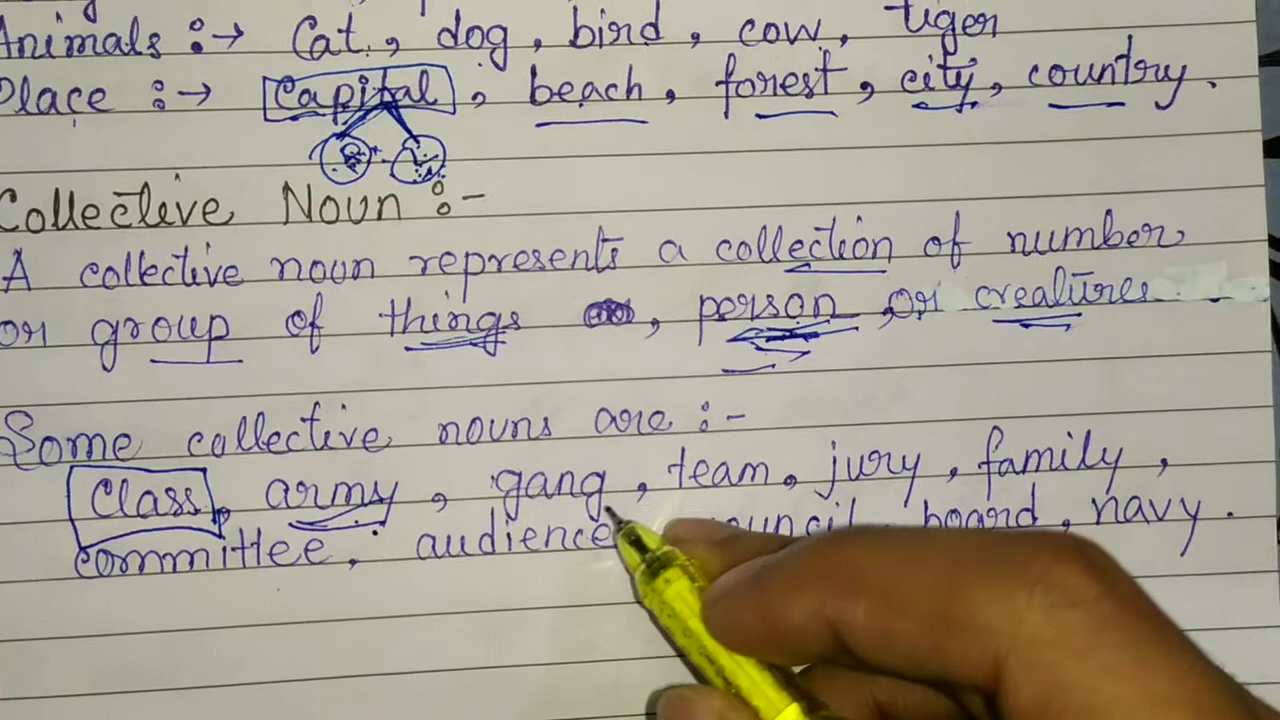 Animals :→ Cat, dog, bird, cow, tiger
Place :→ Capital, beach, forest, city, country.
Collective Noun :-
A collective noun represents a collection of number
or group of things , person or creatures
Some collective nouns are :-
Class, army, gang, team, jury, family,
committee, audience council, board, navy.